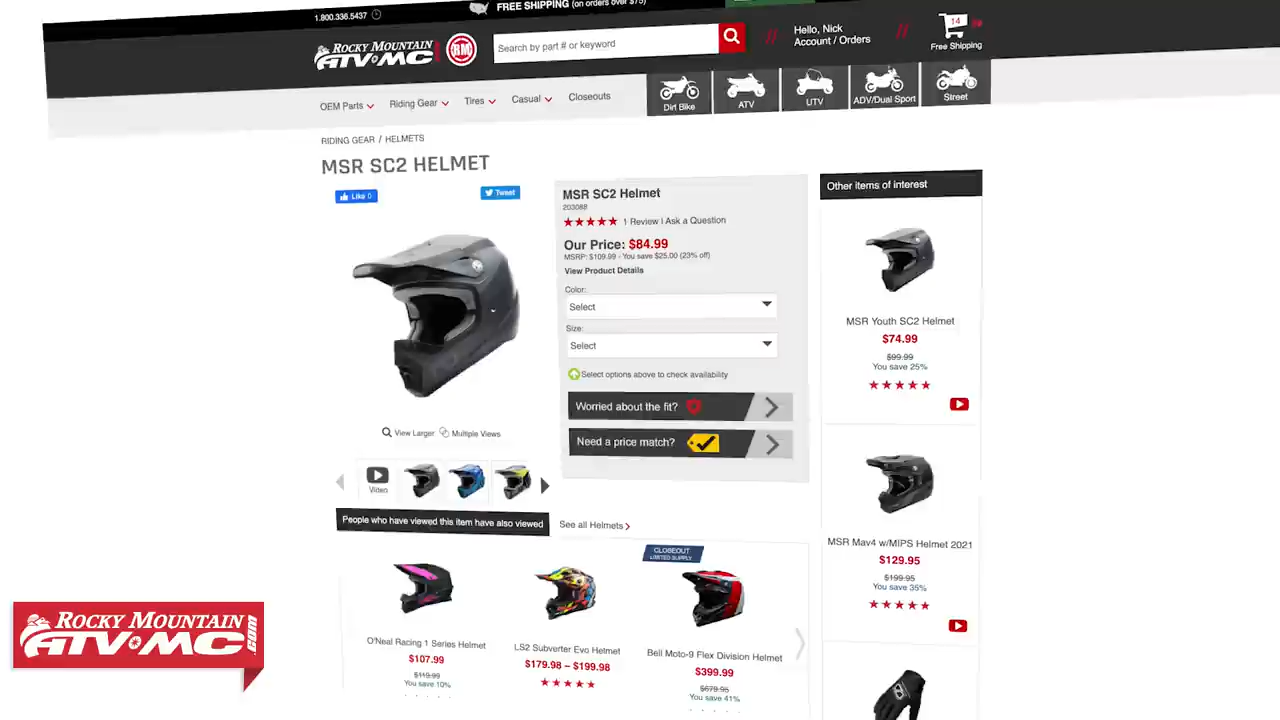 1.800.336.5437
FREE SHIPPING (on orders over $75)
ROCKY MOUNTAIN
ATV MC
RM
Search by part # or keyword
Hello, Nick
Account / Orders
14
Free Shipping
OEM Parts
Riding Gear
Tires
Casual
Closeouts
Dirt Bike
ATV
UTV
ADV/Dual Sport
Street
RIDING GEAR / HELMETS
MSR SC2 HELMET
Like 0
Tweet
View Larger
Multiple Views
Video
MSR SC2 Helmet
203088
1 Review | Ask a Question
Our Price: $84.99
MSRP: $109.99 - You save $25.00 (23% off)
View Product Details
Color:
Select
Size:
Select
Select options above to check availability
Worried about the fit?
Need a price match?
Other items of interest
MSR Youth SC2 Helmet
$74.99
$99.99
You save 25%
MSR Mav4 w/MIPS Helmet 2021
$129.95
$199.95
You save 35%
People who have viewed this item have also viewed
See all Helmets
O'Neal Racing 1 Series Helmet
$107.99
$119.99
You save 10%
LS2 Subverter Evo Helmet
$179.98 – $199.98
CLOSEOUT
LIMITED SUPPLY
Bell Moto-9 Flex Division Helmet
$399.99
$679.95
You save 41%
ROCKY MOUNTAIN
ATV MC.com